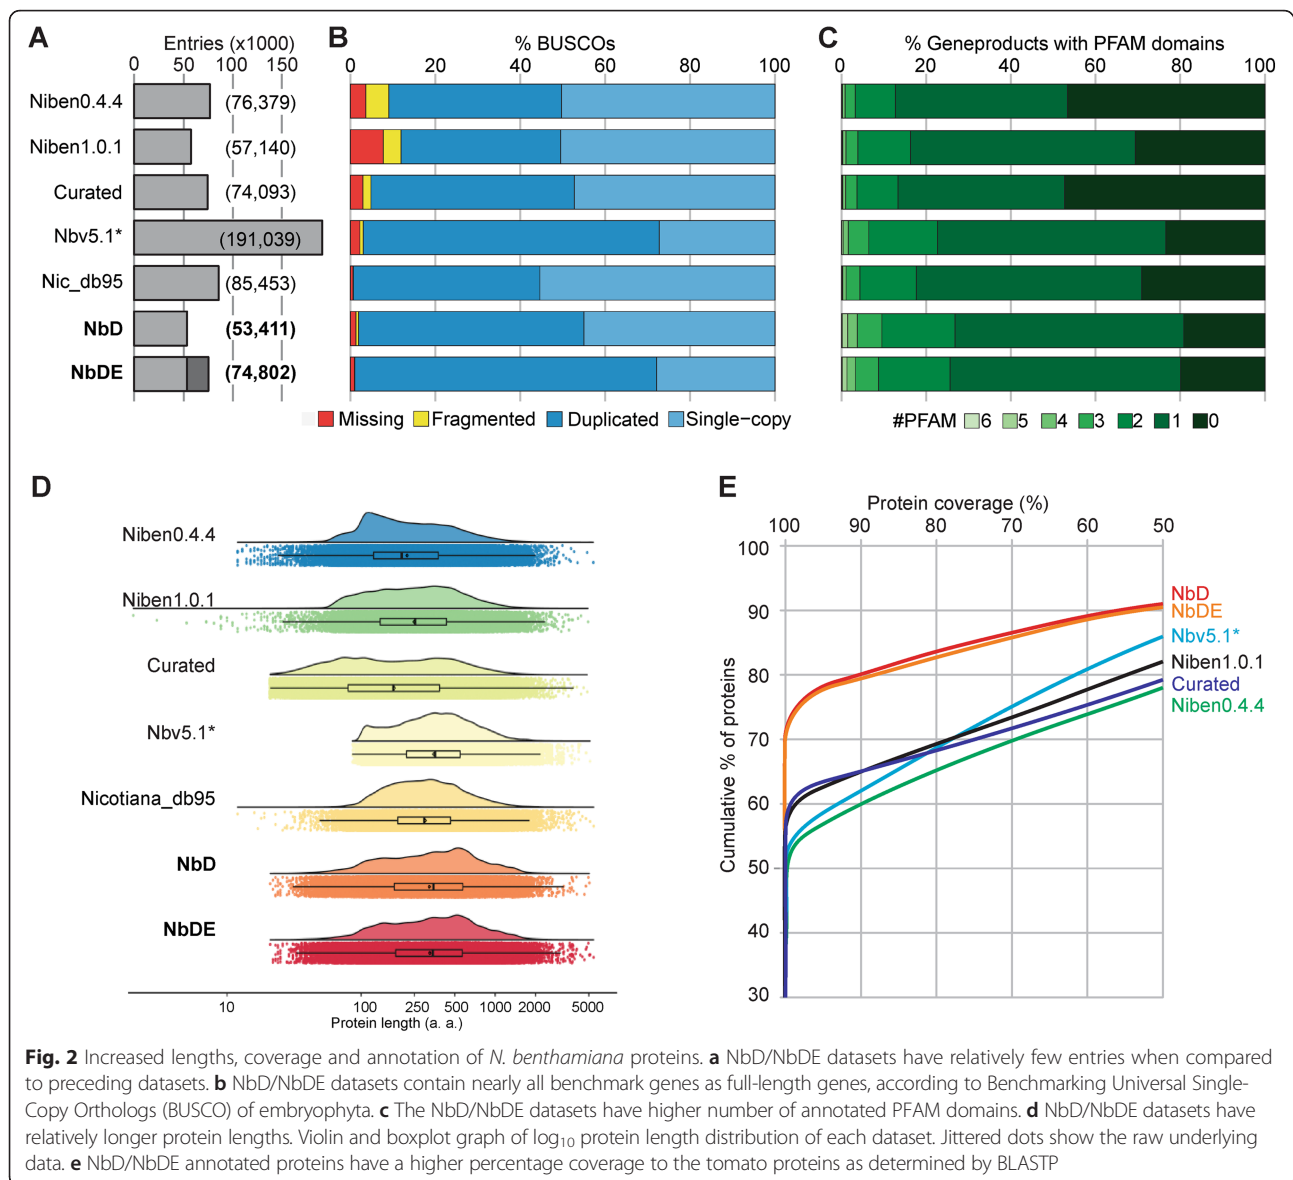 A
Entries (x1000)
0 50 100 150
B
% BUSCOs
0 20 40 60 80 100
C
% Geneproducts with PFAM domains
0 20 40 60 80 100
Niben0.4.4
(76,379)
Niben1.0.1
(57,140)
Curated
(74,093)
Nbv5.1*
(191,039)
Nic_db95
(85,453)
NbD
(53,411)
NbDE
(74,802)
Missing Fragmented Duplicated Single−copy
#PFAM 6 5 4 3 2 1 0
D
Niben0.4.4
Niben1.0.1
Curated
Nbv5.1*
Nicotiana_db95
NbD
NbDE
10 100 250 500 1000 2000 5000
Protein length (a. a.)
E
Protein coverage (%)
100 90 80 70 60 50
Cumulative % of proteins
100
90
80
70
60
50
40
30
NbD
NbDE
Nbv5.1*
Niben1.0.1
Curated
Niben0.4.4
Fig. 2 Increased lengths, coverage and annotation of N. benthamiana proteins. a NbD/NbDE datasets have relatively few entries when compared
to preceding datasets. b NbD/NbDE datasets contain nearly all benchmark genes as full-length genes, according to Benchmarking Universal Single-
Copy Orthologs (BUSCO) of embryophyta. c The NbD/NbDE datasets have higher number of annotated PFAM domains. d NbD/NbDE datasets have
relatively longer protein lengths. Violin and boxplot graph of log10 protein length distribution of each dataset. Jittered dots show the raw underlying
data. e NbD/NbDE annotated proteins have a higher percentage coverage to the tomato proteins as determined by BLASTP